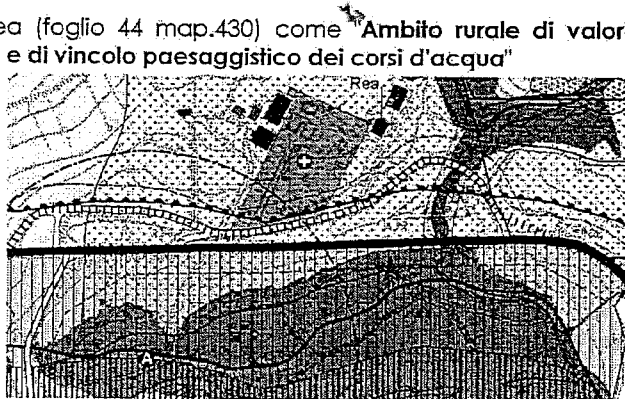 ea (foglio 44 map.430) come "Ambito rurale di valor
e di vincolo paesaggistico dei corsi d'acqua"
Rea
A